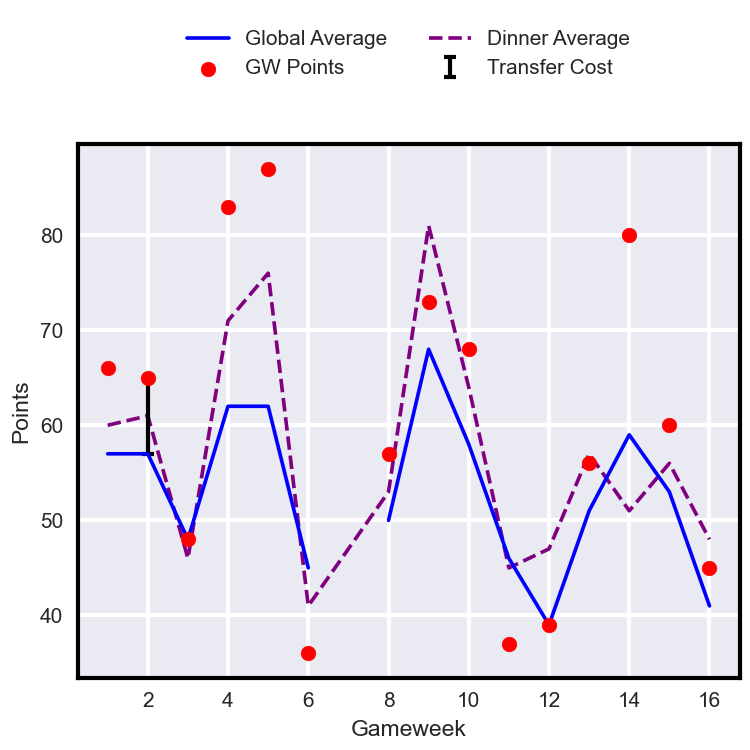 Global Average
Dinner Average
GW Points
Transfer Cost
80
70
60
50
40
Points
2 4 6 8 10 12 14 16
Gameweek